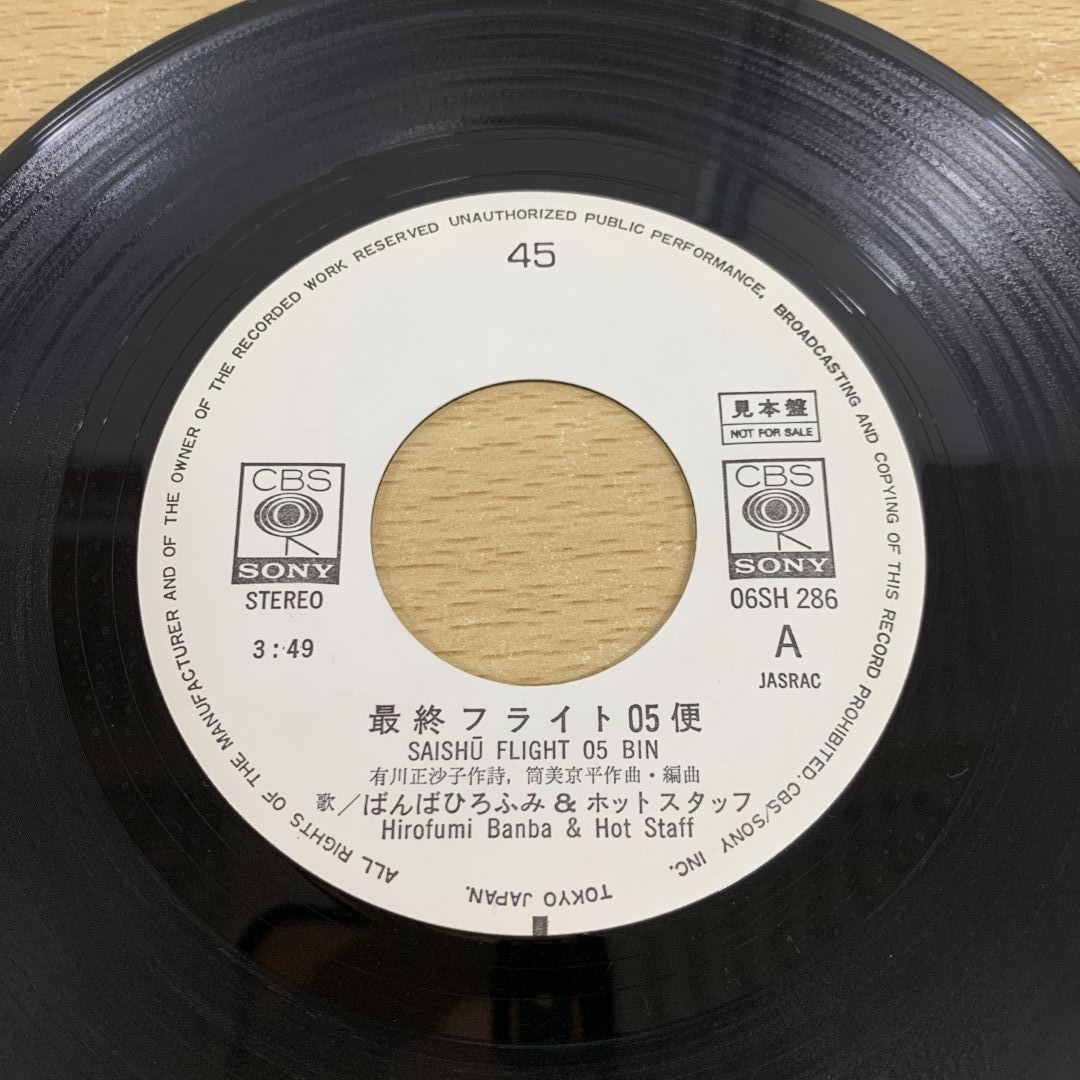 ALL RIGHTS OF THE MANUFACTURER AND OF THE OWNER OF THE RECORDED WORK RESERVED UNAUTHORIZED PUBLIC PERFORMANCE, BROADCASTING AND COPYING OF THIS RECORD PROHIBITED. CBS/SONY INC. TOKYO JAPAN.
45
見本盤
NOT FOR SALE
CBS
SONY
STEREO
3:49
CBS
SONY
06SH 286
A
JASRAC
最終フライト05便
SAISHŪ FLIGHT 05 BIN
有川正沙子作詩, 筒美京平作曲・編曲
歌/ばんばひろふみ & ホットスタッフ
Hirofumi Banba & Hot Staff